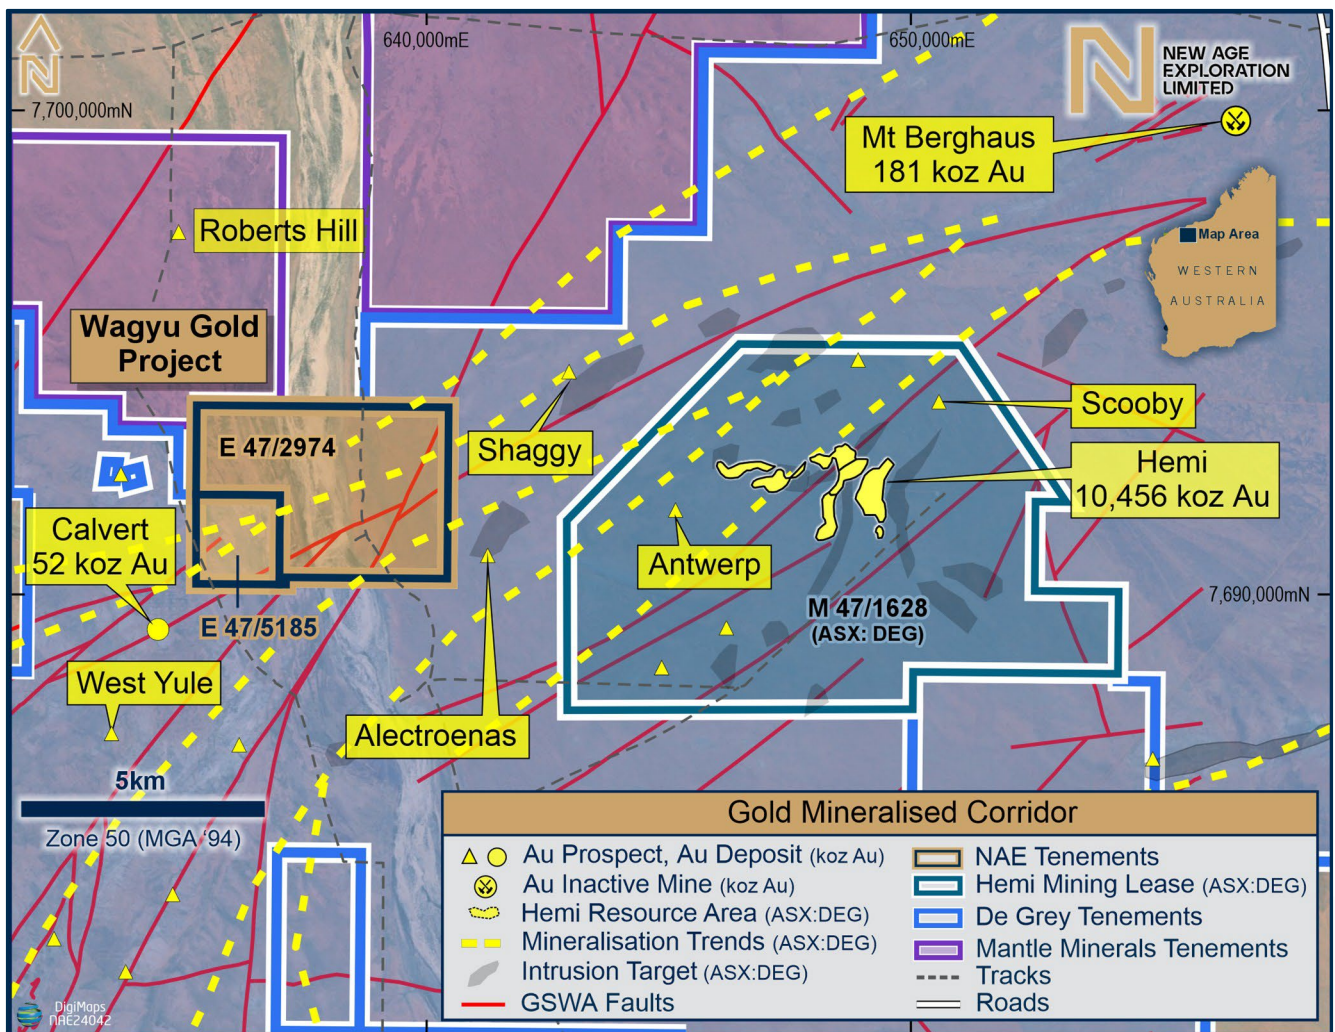 640,000mE
650,000mE
N
N
NEW AGE
EXPLORATION
LIMITED
7,700,000mN
Mt Berghaus
181 koz Au
Roberts Hill
Map Area
WESTERN
AUSTRALIA
Wagyu Gold
Project
E 47/2974
Shaggy
Scooby
Hemi
10,456 koz Au
Calvert
52 koz Au
Antwerp
7,690,000mN
M 47/1628
(ASX: DEG)
E 47/5185
West Yule
Alectroenas
5km
Zone 50 (MGA '94)
Gold Mineralised Corridor
Au Prospect, Au Deposit (koz Au)
Au Inactive Mine (koz Au)
Hemi Resource Area (ASX:DEG)
Mineralisation Trends (ASX:DEG)
Intrusion Target (ASX:DEG)
GSWA Faults
NAE Tenements
Hemi Mining Lease (ASX:DEG)
De Grey Tenements
Mantle Minerals Tenements
Tracks
Roads
DigiMaps
NAE24042